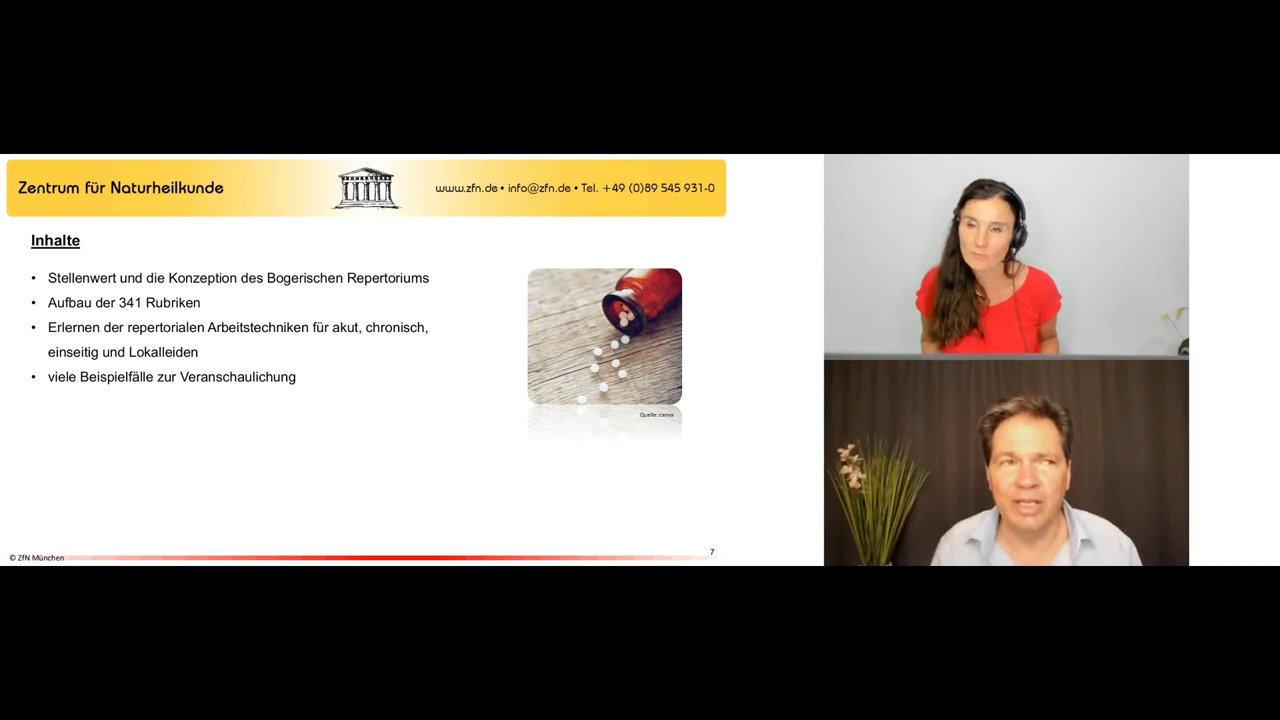 Zentrum für Naturheilkunde
www.zfn.de • info@zfn.de • Tel. +49 (0)89 545 931-0
Inhalte
• Stellenwert und die Konzeption des Bogerischen Repertoriums
• Aufbau der 341 Rubriken
• Erlernen der repertorialen Arbeitstechniken für akut, chronisch,
einseitig und Lokalleiden
• viele Beispielfälle zur Veranschaulichung
Quelle: canva
© ZfN München
7